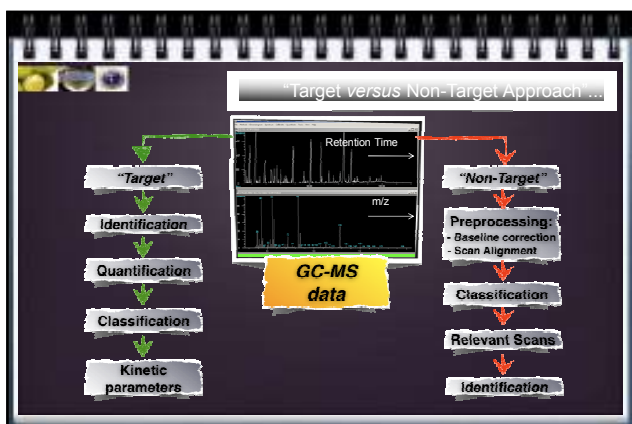 “Target versus Non-Target Approach”...
Retention Time
m/z
GC-MS
data
“Target”
Identification
Quantification
Classification
Kinetic
parameters
“Non-Target”
Preprocessing:
- Baseline correction
- Scan Alignment
Classification
Relevant Scans
Identification